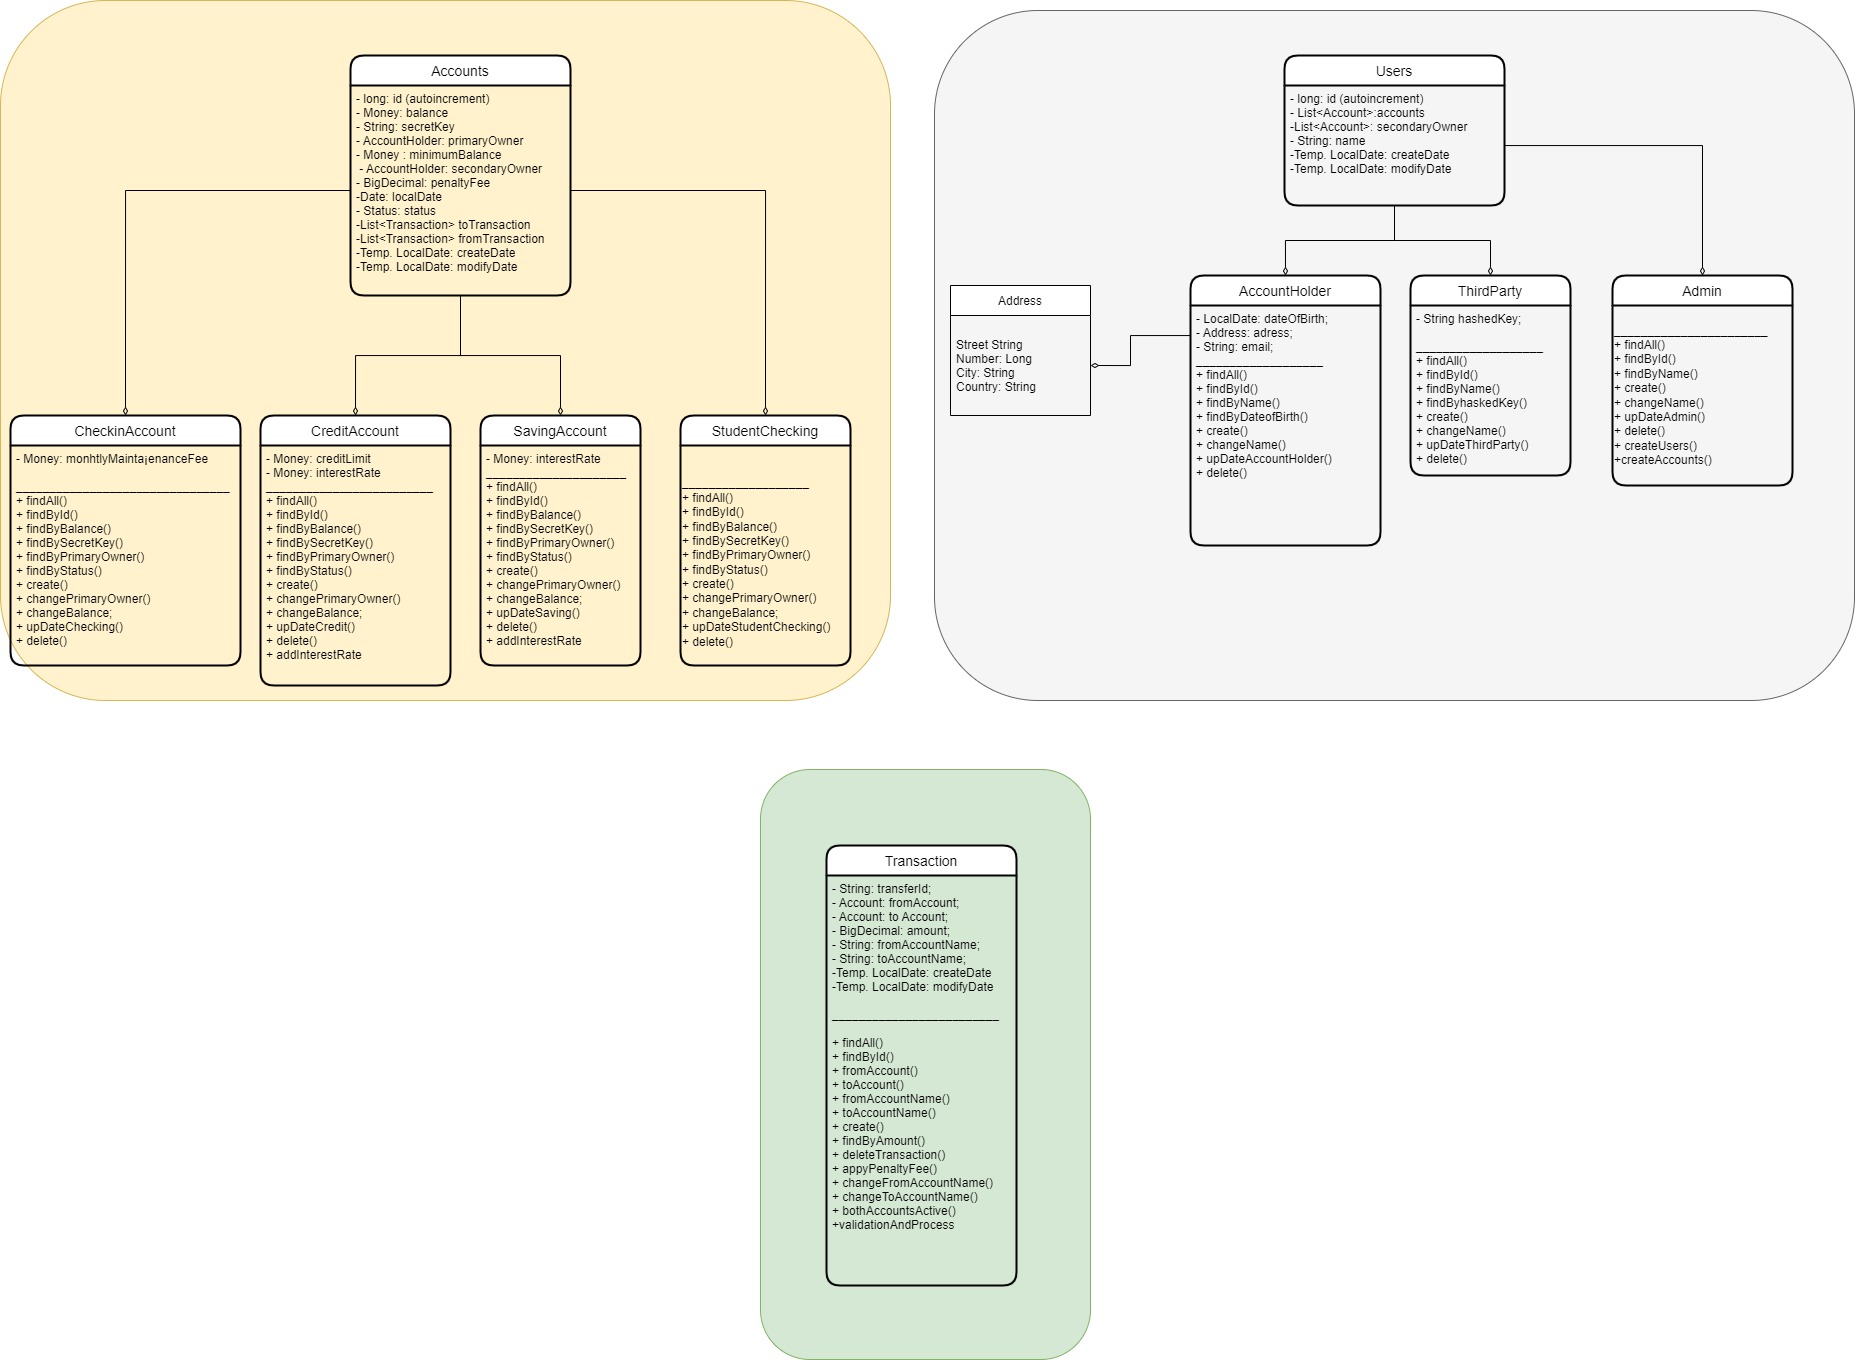 Accounts
- long: id (autoincrement)
- Money: balance
- String: secretKey
- AccountHolder: primaryOwner
- Money : minimumBalance
- AccountHolder: secondaryOwner
- BigDecimal: penaltyFee
-Date: localDate
- Status: status
-List<Transaction> toTransaction
-List<Transaction> fromTransaction
-Temp. LocalDate: createDate
-Temp. LocalDate: modifyDate
CheckinAccount
- Money: monhtlyMainta¡enanceFee
+ findAll()
+ findById()
+ findByBalance()
+ findBySecretKey()
+ findByPrimaryOwner()
+ findByStatus()
+ create()
+ changePrimaryOwner()
+ changeBalance;
+ upDateChecking()
+ delete()
CreditAccount
- Money: creditLimit
- Money: interestRate
+ findAll()
+ findById()
+ findByBalance()
+ findBySecretKey()
+ findByPrimaryOwner()
+ findByStatus()
+ create()
+ changePrimaryOwner()
+ changeBalance;
+ upDateCredit()
+ delete()
+ addInterestRate
SavingAccount
- Money: interestRate
+ findAll()
+ findById()
+ findByBalance()
+ findBySecretKey()
+ findByPrimaryOwner()
+ findByStatus()
+ create()
+ changePrimaryOwner()
+ changeBalance;
+ upDateSaving()
+ delete()
+ addInterestRate
StudentChecking
+ findAll()
+ findById()
+ findByBalance()
+ findBySecretKey()
+ findByPrimaryOwner()
+ findByStatus()
+ create()
+ changePrimaryOwner()
+ changeBalance;
+ upDateStudentChecking()
+ delete()
Users
- long: id (autoincrement)
- List<Account>:accounts
-List<Account>: secondaryOwner
- String: name
-Temp. LocalDate: createDate
-Temp. LocalDate: modifyDate
Address
Street String
Number: Long
City: String
Country: String
AccountHolder
- LocalDate: dateOfBirth;
- Address: adress;
- String: email;
+ findAll()
+ findById()
+ findByName()
+ findByDateofBirth()
+ create()
+ changeName()
+ upDateAccountHolder()
+ delete()
ThirdParty
- String hashedKey;
+ findAll()
+ findById()
+ findByName()
+ findByhaskedKey()
+ create()
+ changeName()
+ upDateThirdParty()
+ delete()
Admin
+ findAll()
+ findById()
+ findByName()
+ create()
+ changeName()
+ upDateAdmin()
+ delete()
+ createUsers()
+createAccounts()
Transaction
- String: transferId;
- Account: fromAccount;
- Account: to Account;
- BigDecimal: amount;
- String: fromAccountName;
- String: toAccountName;
-Temp. LocalDate: createDate
-Temp. LocalDate: modifyDate
+ findAll()
+ findById()
+ fromAccount()
+ toAccount()
+ fromAccountName()
+ toAccountName()
+ create()
+ findByAmount()
+ deleteTransaction()
+ appyPenaltyFee()
+ changeFromAccountName()
+ changeToAccountName()
+ bothAccountsActive()
+validationAndProcess